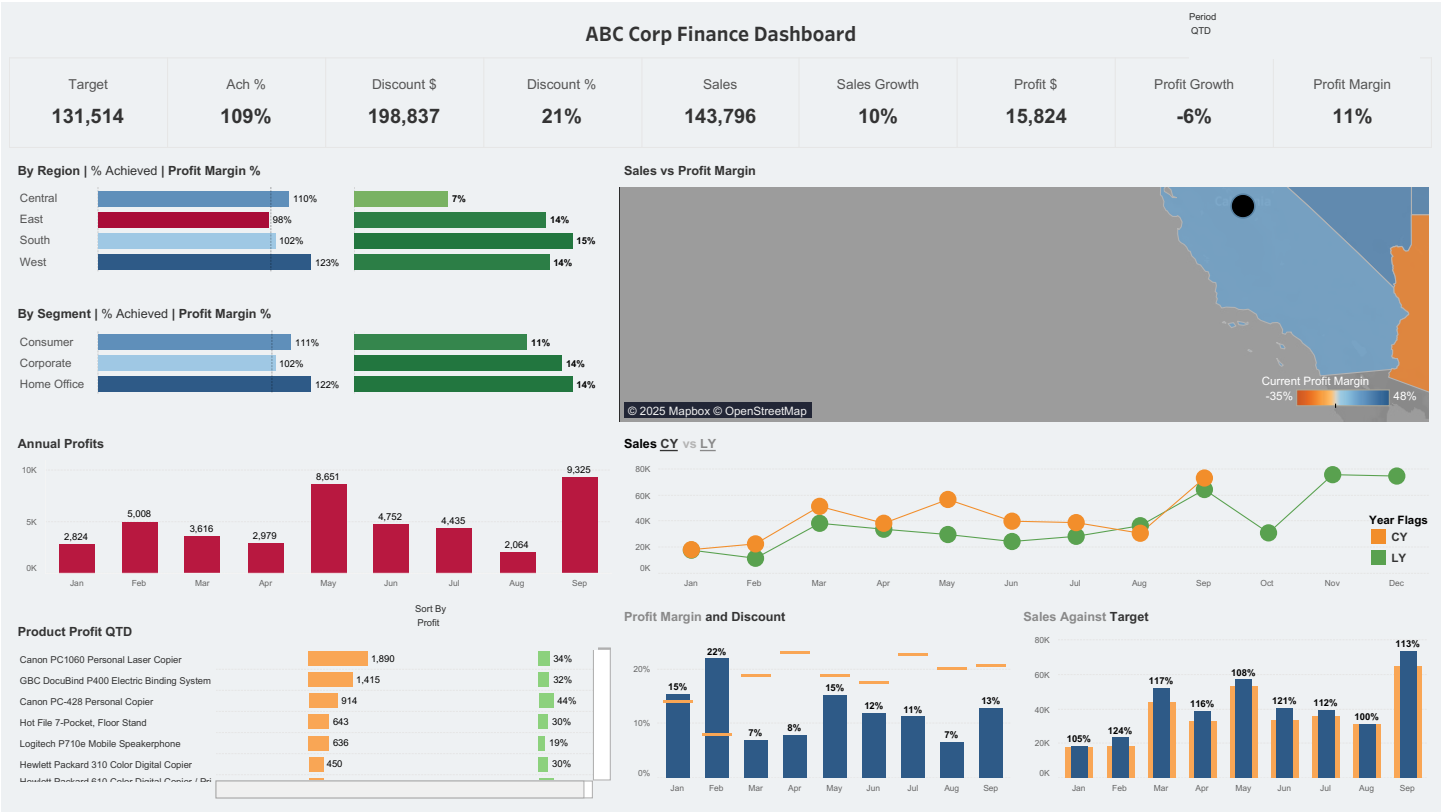 ABC Corp Finance Dashboard
Period
QTD
Target
131,514
Ach %
109%
Discount $
198,837
Discount %
21%
Sales
143,796
Sales Growth
10%
Profit $
15,824
Profit Growth
-6%
Profit Margin
11%
By Region | % Achieved | Profit Margin %
Central 110% 7%
East 98% 14%
South 102% 15%
West 123% 14%
By Segment | % Achieved | Profit Margin %
Consumer 111% 11%
Corporate 102% 14%
Home Office 122% 14%
Sales vs Profit Margin
Current Profit Margin
-35% 48%
© 2025 Mapbox © OpenStreetMap
Annual Profits
10K
5K
0K
2,824 5,008 3,616 2,979 8,651 4,752 4,435 2,064 9,325
Jan Feb Mar Apr May Jun Jul Aug Sep
Sales CY vs LY
80K
60K
40K
20K
0K
Jan Feb Mar Apr May Jun Jul Aug Sep Oct Nov Dec
Year Flags
CY
LY
Sort By
Profit
Product Profit QTD
Canon PC1060 Personal Laser Copier 1,890 34%
GBC DocuBind P400 Electric Binding System 1,415 32%
Canon PC-428 Personal Copier 914 44%
Hot File 7-Pocket, Floor Stand 643 30%
Logitech P710e Mobile Speakerphone 636 19%
Hewlett Packard 310 Color Digital Copier 450 30%
Hewlett Packard 610 Color Digital Copier / Pri
Profit Margin and Discount
20%
10%
0%
15% 22% 7% 8% 15% 12% 11% 7% 13%
Jan Feb Mar Apr May Jun Jul Aug Sep
Sales Against Target
80K
60K
40K
20K
0K
105% 124% 117% 116% 108% 121% 112% 100% 113%
Jan Feb Mar Apr May Jun Jul Aug Sep